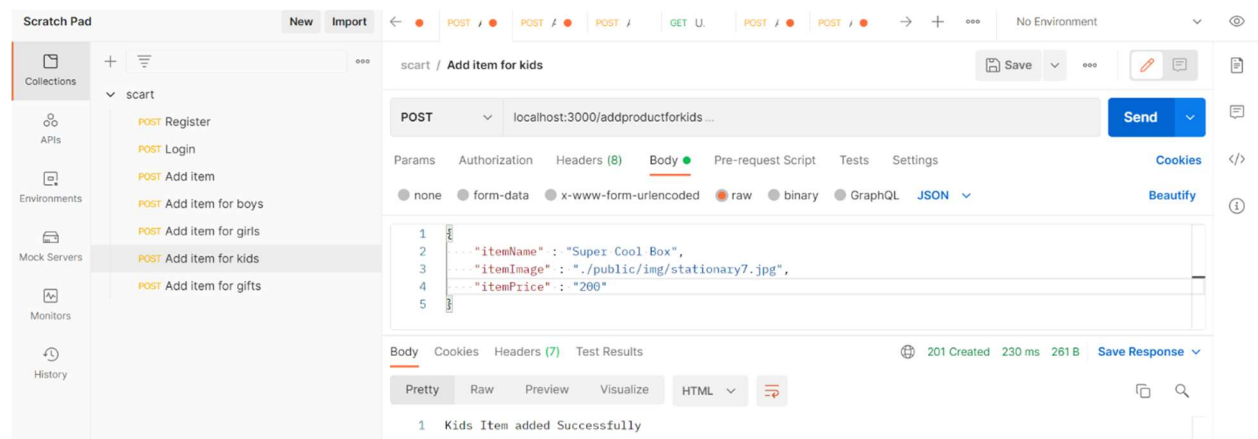 Scratch Pad New Import
POST POST POST GET U. POST POST
No Environment
Collections
APIs
Environments
Mock Servers
Monitors
History
scart
POST Register
POST Login
POST Add item
POST Add item for boys
POST Add item for girls
POST Add item for kids
POST Add item for gifts
scart / Add item for kids
Save
POST localhost:3000/addproductforkids ...
Send
Params Authorization Headers (8) Body Pre-request Script Tests Settings Cookies
none form-data x-www-form-urlencoded raw binary GraphQL JSON Beautify
1 {
2 "itemName" : "Super Cool Box",
3 "itemImage" : "./public/img/stationary7.jpg",
4 "itemPrice" : "200"
5 }
Body Cookies Headers (7) Test Results 201 Created 230 ms 261 B Save Response
Pretty Raw Preview Visualize HTML
1 Kids Item added Successfully